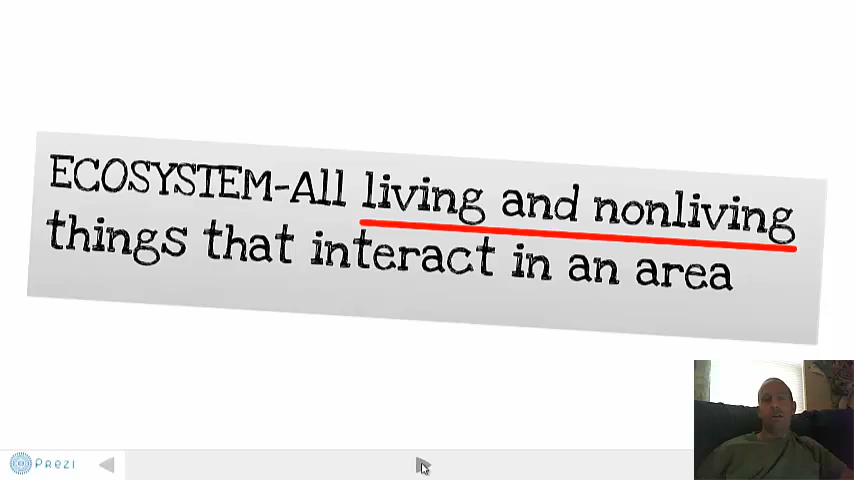 ECOSYSTEM-All living and nonliving
things that interact in an area
Prezi